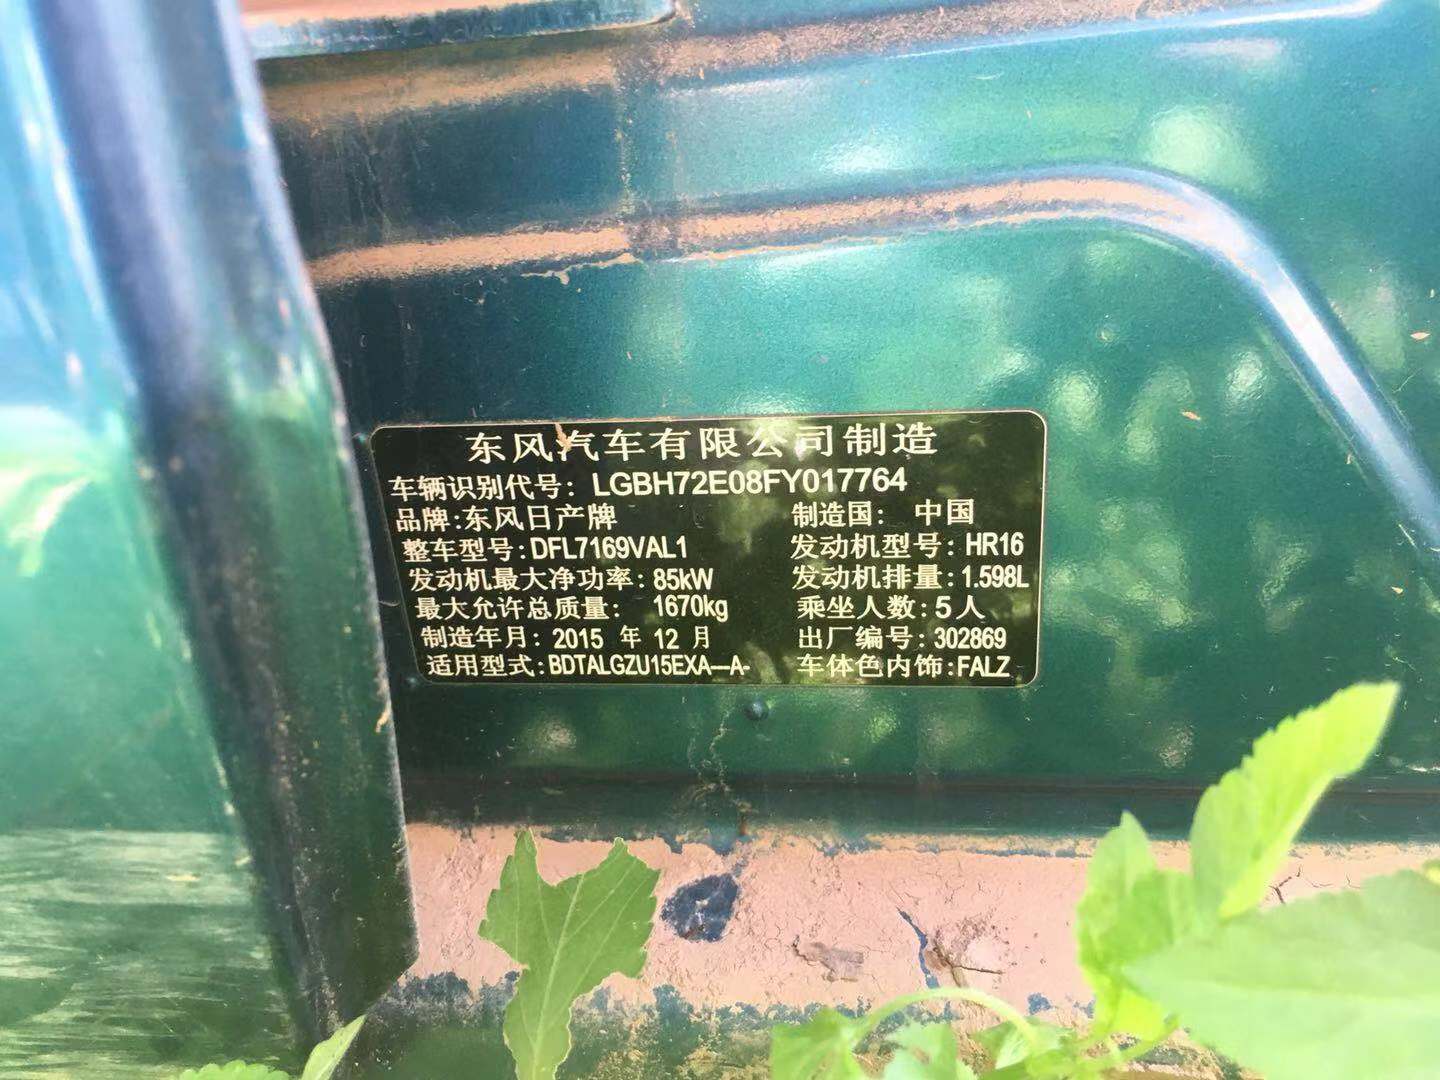 东风汽车有限公司制造
车辆识别代号: LGBH72E08FY017764
品牌:东风日产牌 制造国: 中国
整车型号:DFL7169VAL1 发动机型号: HR16
发动机最大净功率: 85kW 发动机排量: 1.598L
最大允许总质量: 1670kg 乘坐人数: 5人
制造年月: 2015 年 12 月 出厂编号: 302869
适用型式: BDTALGZU15EXA---A- 车体色内饰: FALZ